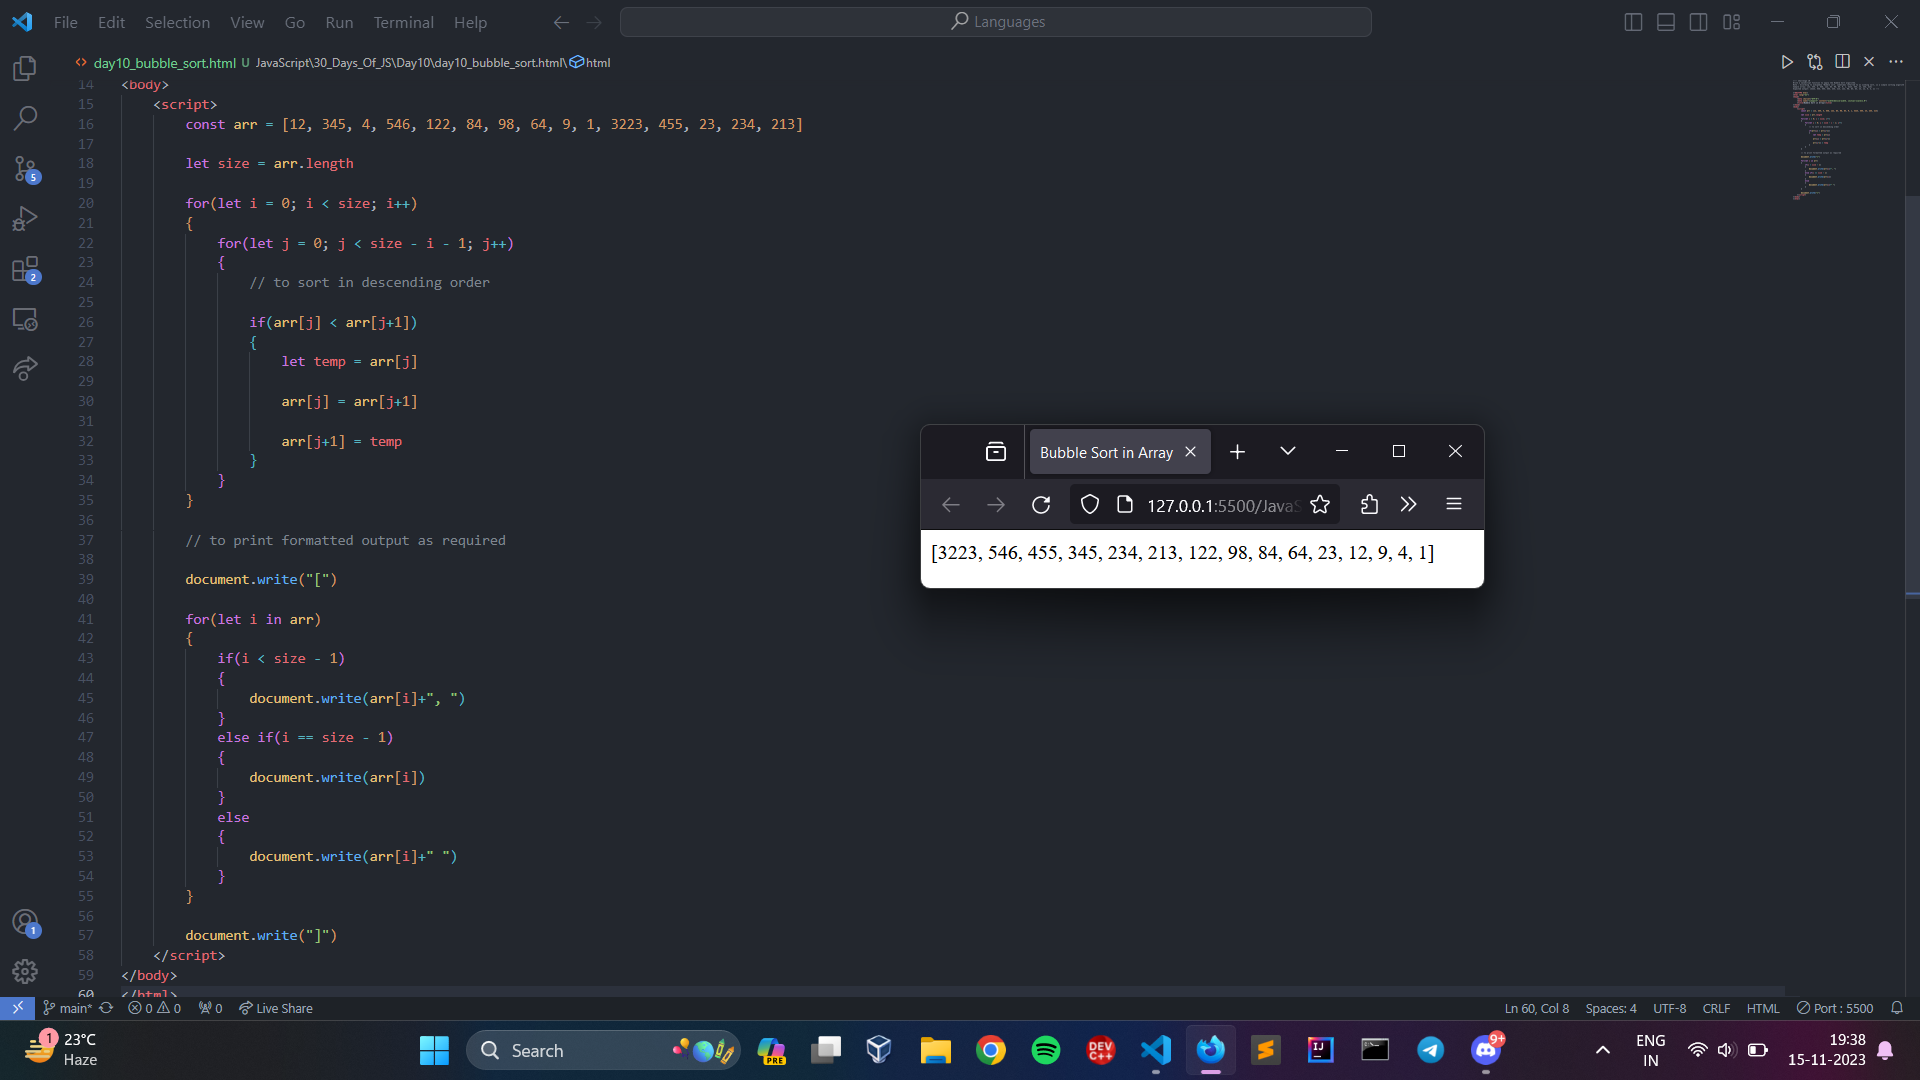 File Edit Selection View Go Run Terminal Help
Languages
day10_bubble_sort.html U JavaScript\30_Days_Of_JS\Day10\day10_bubble_sort.html\html
14 <body>
15 <script>
16 const arr = [12, 345, 4, 546, 122, 84, 98, 64, 9, 1, 3223, 455, 23, 234, 213]
17
18 let size = arr.length
19
20 for(let i = 0; i < size; i++)
21 {
22 for(let j = 0; j < size - i - 1; j++)
23 {
24 // to sort in descending order
25
26 if(arr[j] < arr[j+1])
27 {
28 let temp = arr[j]
29
30 arr[j] = arr[j+1]
31
32 arr[j+1] = temp
33 }
34 }
35 }
36
37 // to print formatted output as required
38
39 document.write("[")
40
41 for(let i in arr)
42 {
43 if(i < size - 1)
44 {
45 document.write(arr[i]+", ")
46 }
47 else if(i == size - 1)
48 {
49 document.write(arr[i])
50 }
51 else
52 {
53 document.write(arr[i]+" ")
54 }
55 }
56
57 document.write("]")
58 </script>
59 </body>
60 </html>
5
2
1
Bubble Sort in Array
127.0.0.1:5500/JavaS
[3223, 546, 455, 345, 234, 213, 122, 98, 84, 64, 23, 12, 9, 4, 1]
main* 0 0 0 Live Share
Ln 60, Col 8 Spaces: 4 UTF-8 CRLF HTML Port : 5500
1 23°C
Haze
Search
PRE
DEV C++
IJ
9+
ENG
IN
19:38
15-11-2023